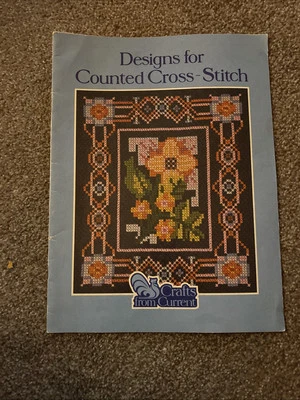 Designs for
Counted Cross-Stitch
Crafts
from Current